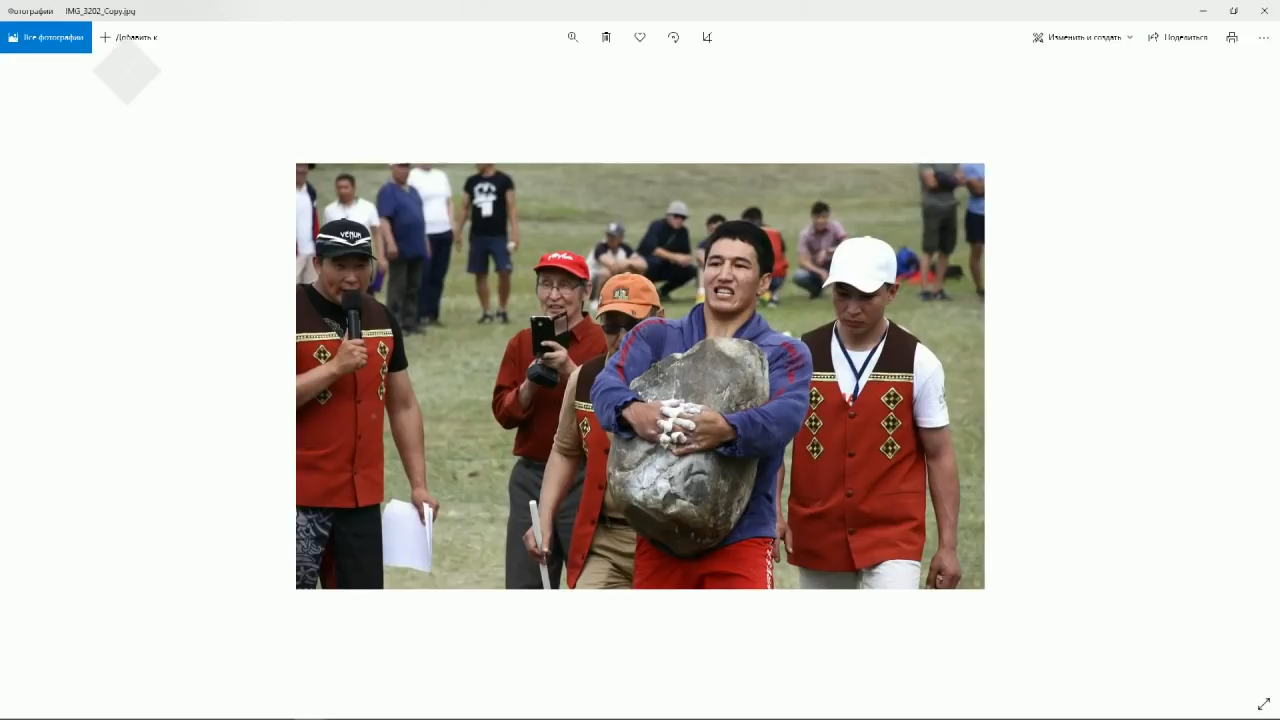 Фотографии
IMG_3202_Copy.jpg
Все фотографии
Добавить к
Изменить и создать
Поделиться
VENUM